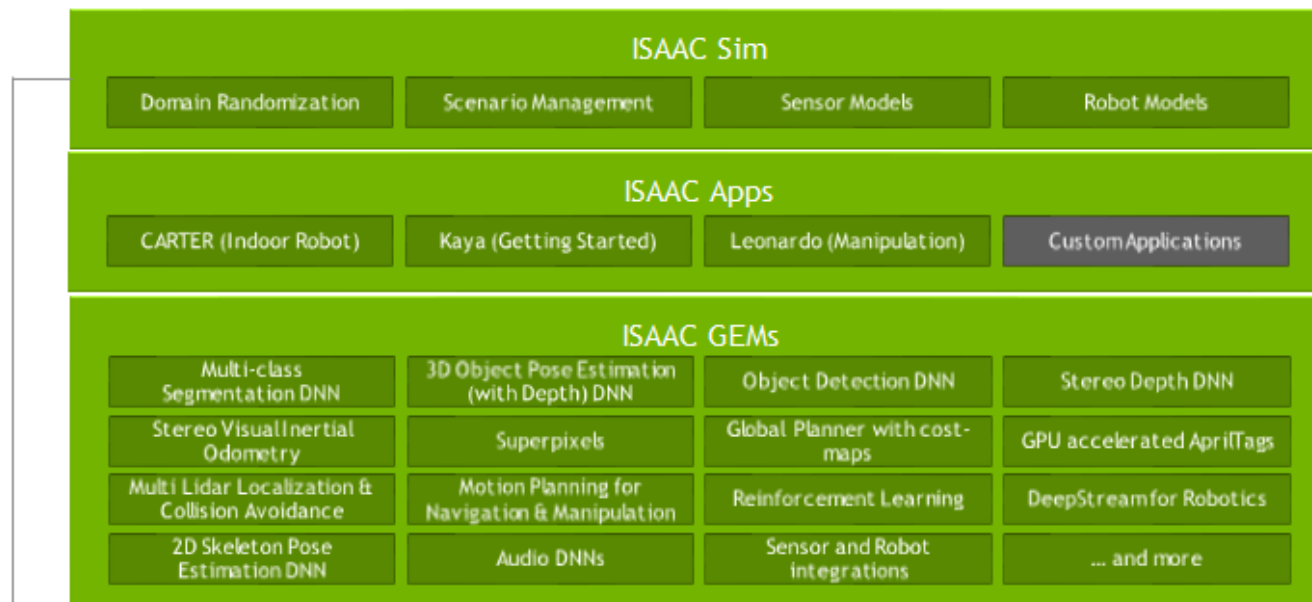 ISAAC Sim
Domain Randomization
Scenario Management
Sensor Models
Robot Models
ISAAC Apps
CARTER (Indoor Robot)
Kaya (Getting Started)
Leonardo (Manipulation)
Custom Applications
ISAAC GEMs
Multi-class
Segmentation DNN
3D Object Pose Estimation
(with Depth) DNN
Object Detection DNN
Stereo Depth DNN
Stereo Visual Inertial
Odometry
Superpixels
Global Planner with cost-
maps
GPU accelerated AprilTags
Multi Lidar Localization &
Collision Avoidance
Motion Planning for
Navigation & Manipulation
Reinforcement Learning
DeepStream for Robotics
2D Skeleton Pose
Estimation DNN
Audio DNNs
Sensor and Robot
integrations
... and more